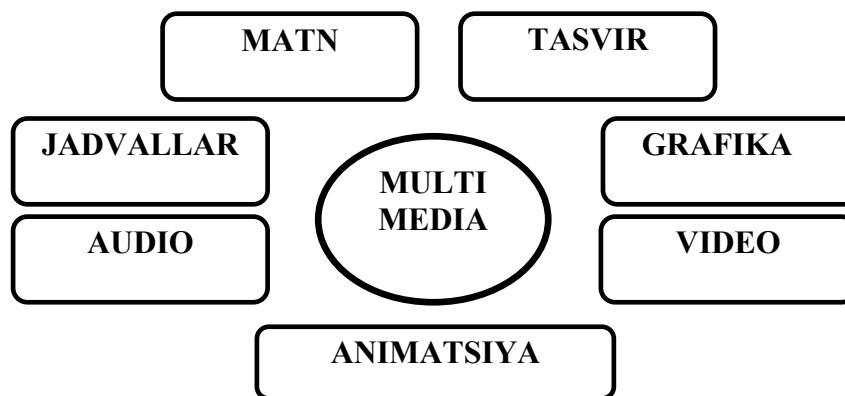 MATN
TASVIR
JADVALLAR
GRAFIKA
MULTI
MEDIA
AUDIO
VIDEO
ANIMATSIYA